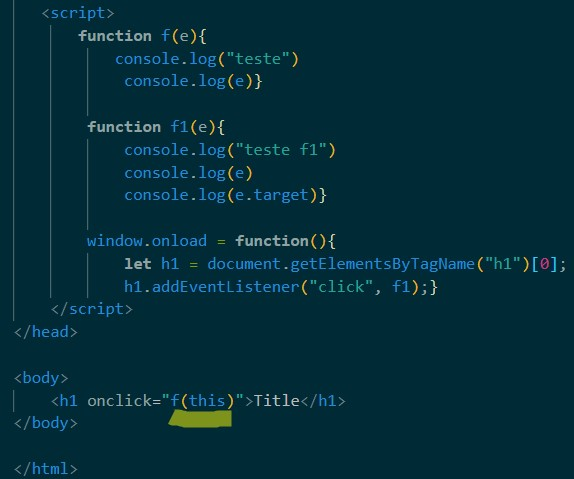 <script>
function f(e){
console.log("teste")
console.log(e)}
function f1(e){
console.log("teste f1")
console.log(e)
console.log(e.target)}
window.onload = function(){
let h1 = document.getElementsByTagName("h1")[0];
h1.addEventListener("click", f1);}
</script>
</head>
<body>
<h1 onclick="f(this)">Title</h1>
</body>
</html>